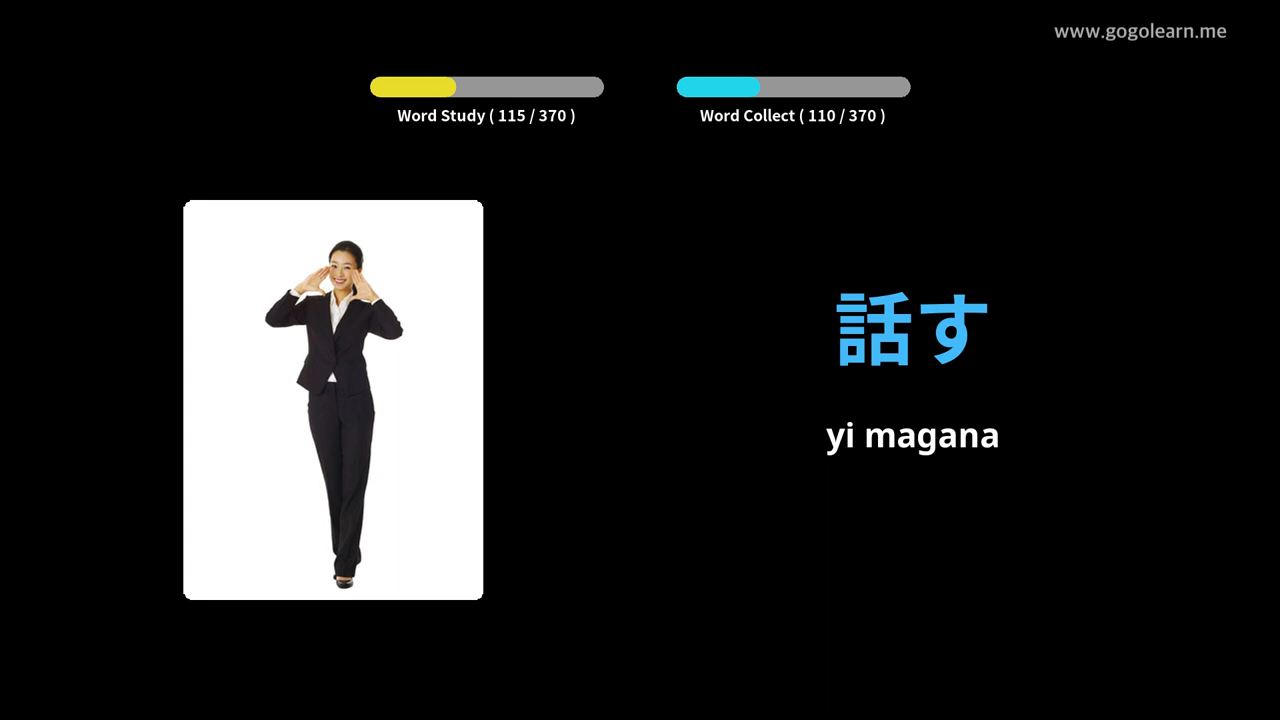 www.gogolearn.me
Word Study ( 115 / 370 )
Word Collect ( 110 / 370 )
話す
yi magana